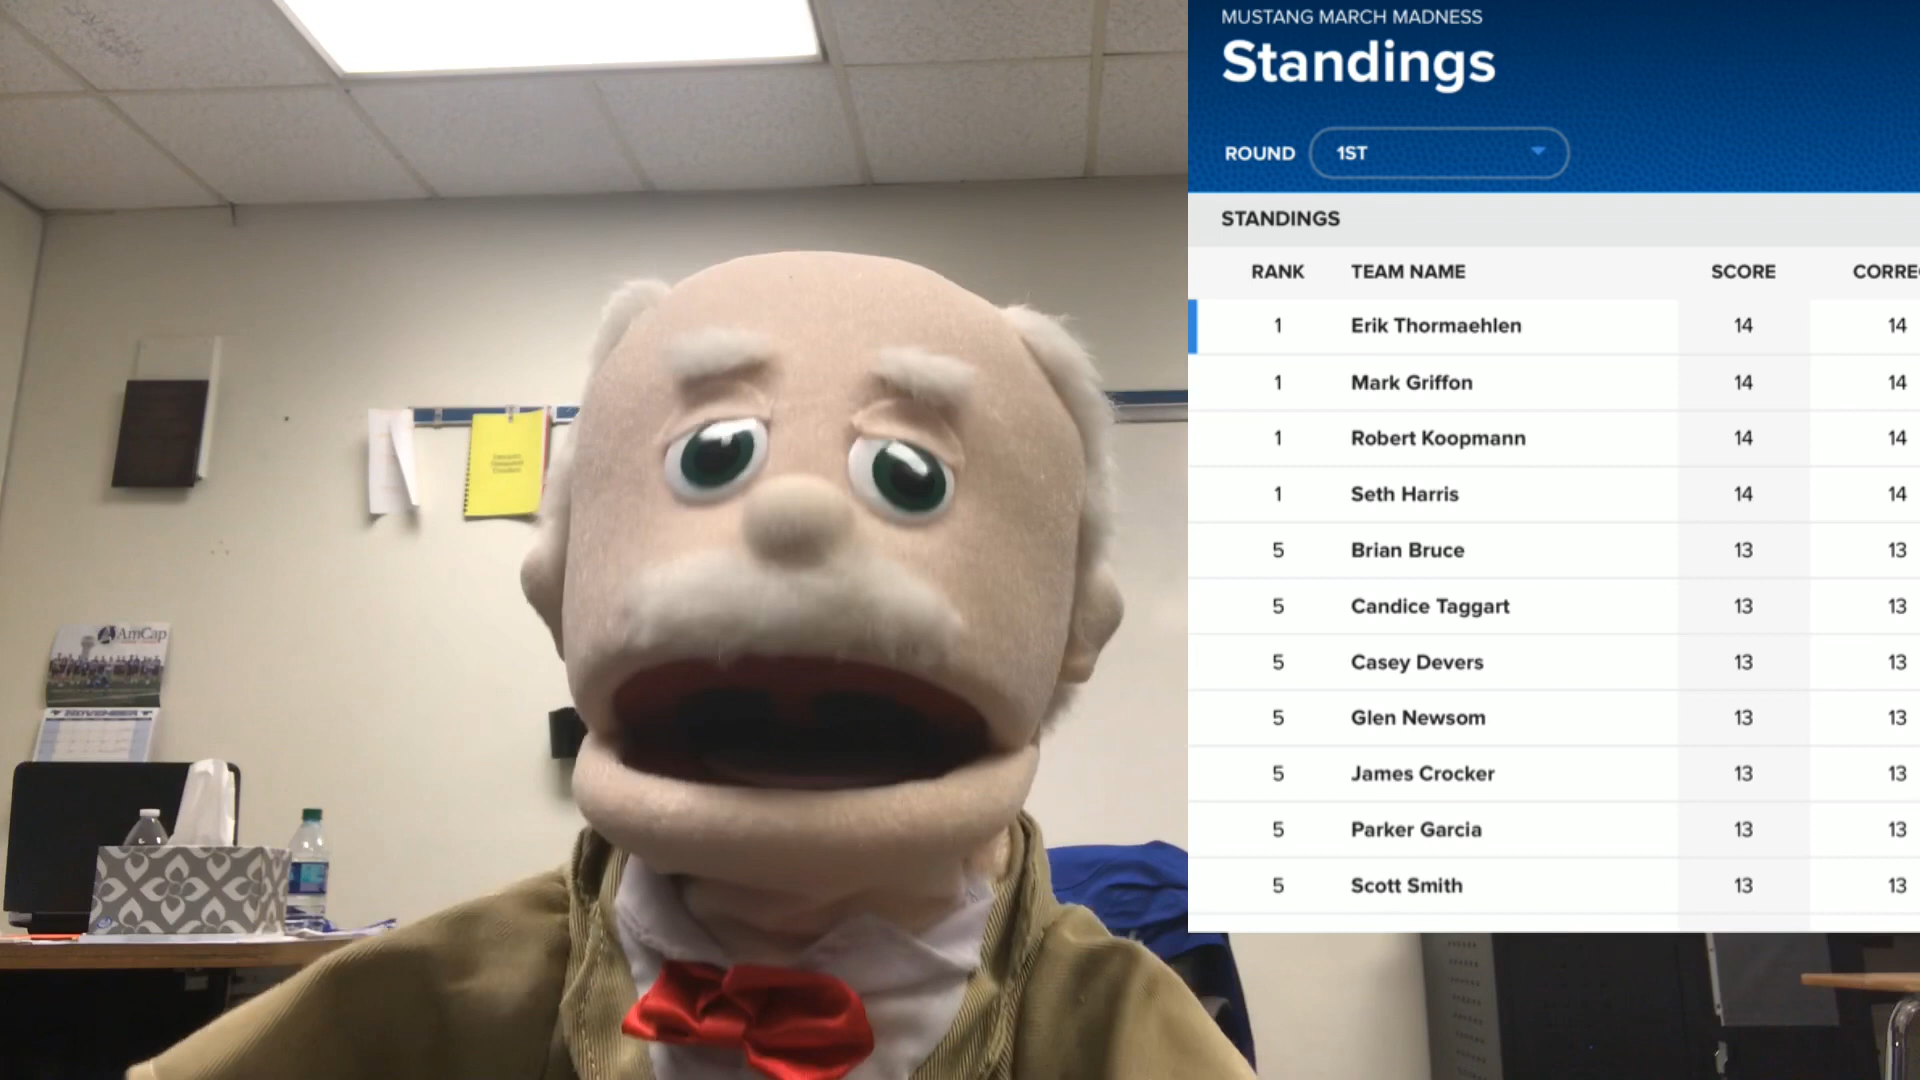 MUSTANG MARCH MADNESS
Standings
ROUND 1ST
STANDINGS
RANK TEAM NAME SCORE
1 Erik Thormaehlen 14 14
1 Mark Griffon 14 14
1 Robert Koopmann 14 14
1 Seth Harris 14 14
5 Brian Bruce 13 13
5 Candice Taggart 13 13
5 Casey Devers 13 13
5 Glen Newsom 13 13
5 James Crocker 13 13
5 Parker Garcia 13 13
5 Scott Smith 13 13
AmCap
NOVEMBER